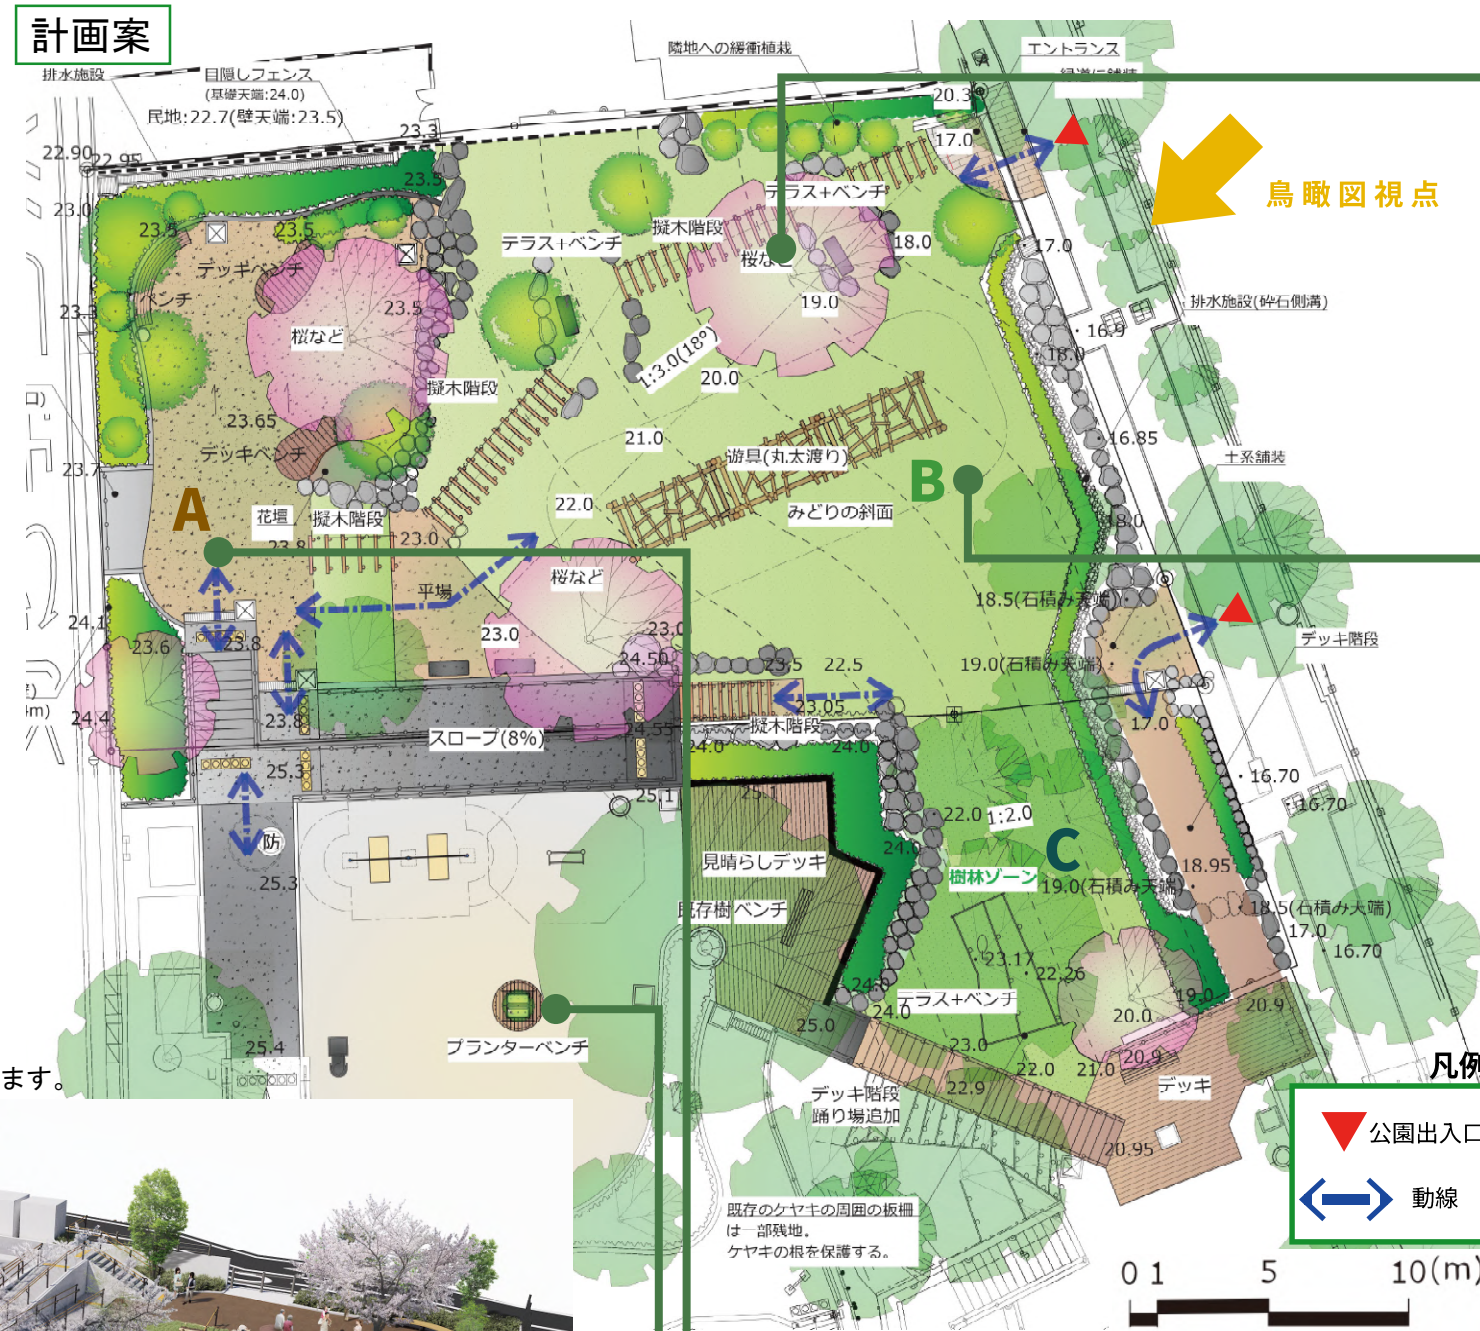 計画案
排水施設
目隠しフェンス
(基礎天端:24.0)
民地:22.7(壁天端:23.5)
隣地への緩衝植栽
エントランス
20.3
17.0
鳥瞰図視点
22.90
22.95
23.3
23.5
23.5
23.5
デッキベンチ
ベンチ
23.3
桜など
23.5
テラス+ベンチ
擬木階段
テラス+ベンチ
桜など
18.0
19.0
17.0
排水施設(砕石側溝)
16.9
18.0
1:3.0(18°)
20.0
擬木階段
23.65
デッキベンチ
21.0
遊具(丸太渡り)
16.85
土系舗装
23.7
A
B
花壇
擬木階段
22.0
みどりの斜面
18.0
23.8
23.0
平場
桜など
18.5(石積み天端)
24.1
23.6
23.8
23.0
23.0
24.50
23.5
22.5
19.0(石積み天端)
デッキ階段
24.4
23.8
23.05
17.0
スロープ(8%)
24.55
擬木階段
24.0
24.0
25.3
25.1
25.1
16.70
16.70
防
22.0
1:2.0
C
24.0
見晴らしデッキ
樹林ゾーン
18.95
25.3
19.0(石積み天端)
既存樹ベンチ
18.5(石積み天端)
17.0
16.70
23.17
22.26
24.0
テラス+ベンチ
19.0
20.9
25.0
24.0
20.0
25.4
プランターベンチ
23.0
20.9
22.0
21.0
ます。
22.9
デッキ
デッキ階段
踊り場追加
20.95
既存のケヤキの周囲の板柵
は一部残地。
ケヤキの根を保護する。
凡例
公園出入口
動線
0 1 5 10(m)